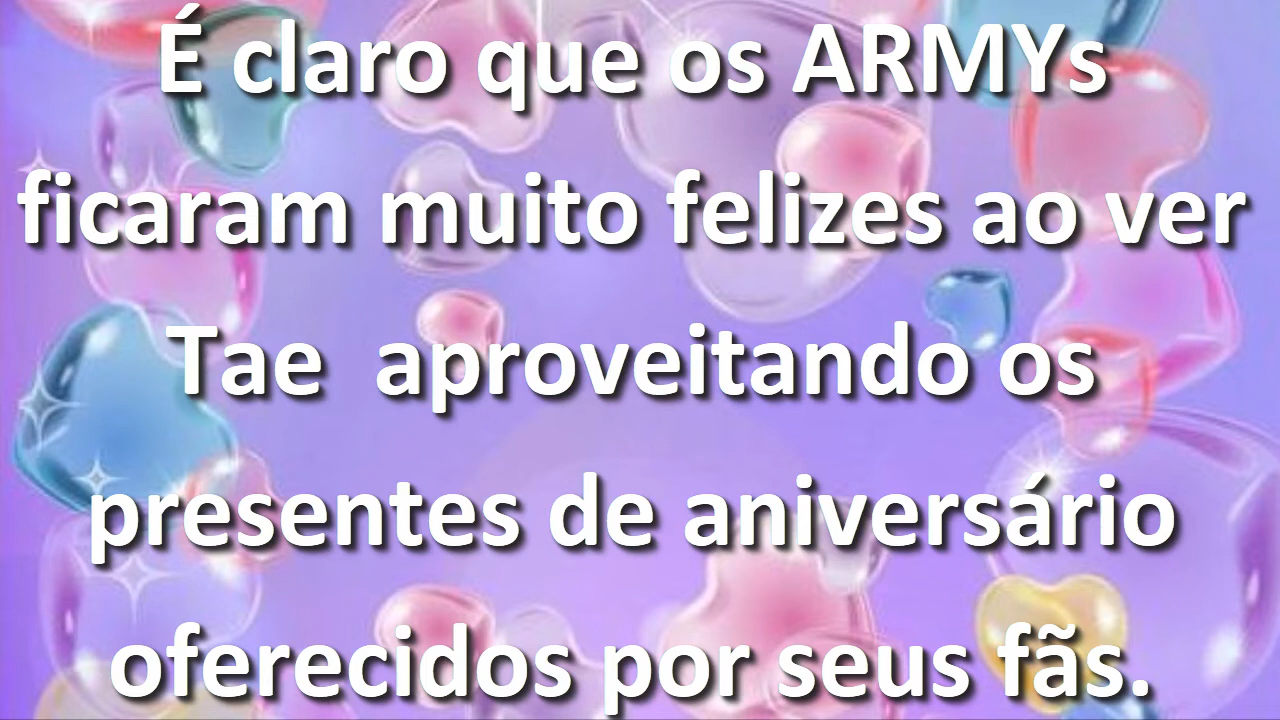 É claro que os ARMYs
ficaram muito felizes ao ver
Tae  aproveitando os
presentes de aniversário
oferecidos por seus fãs.